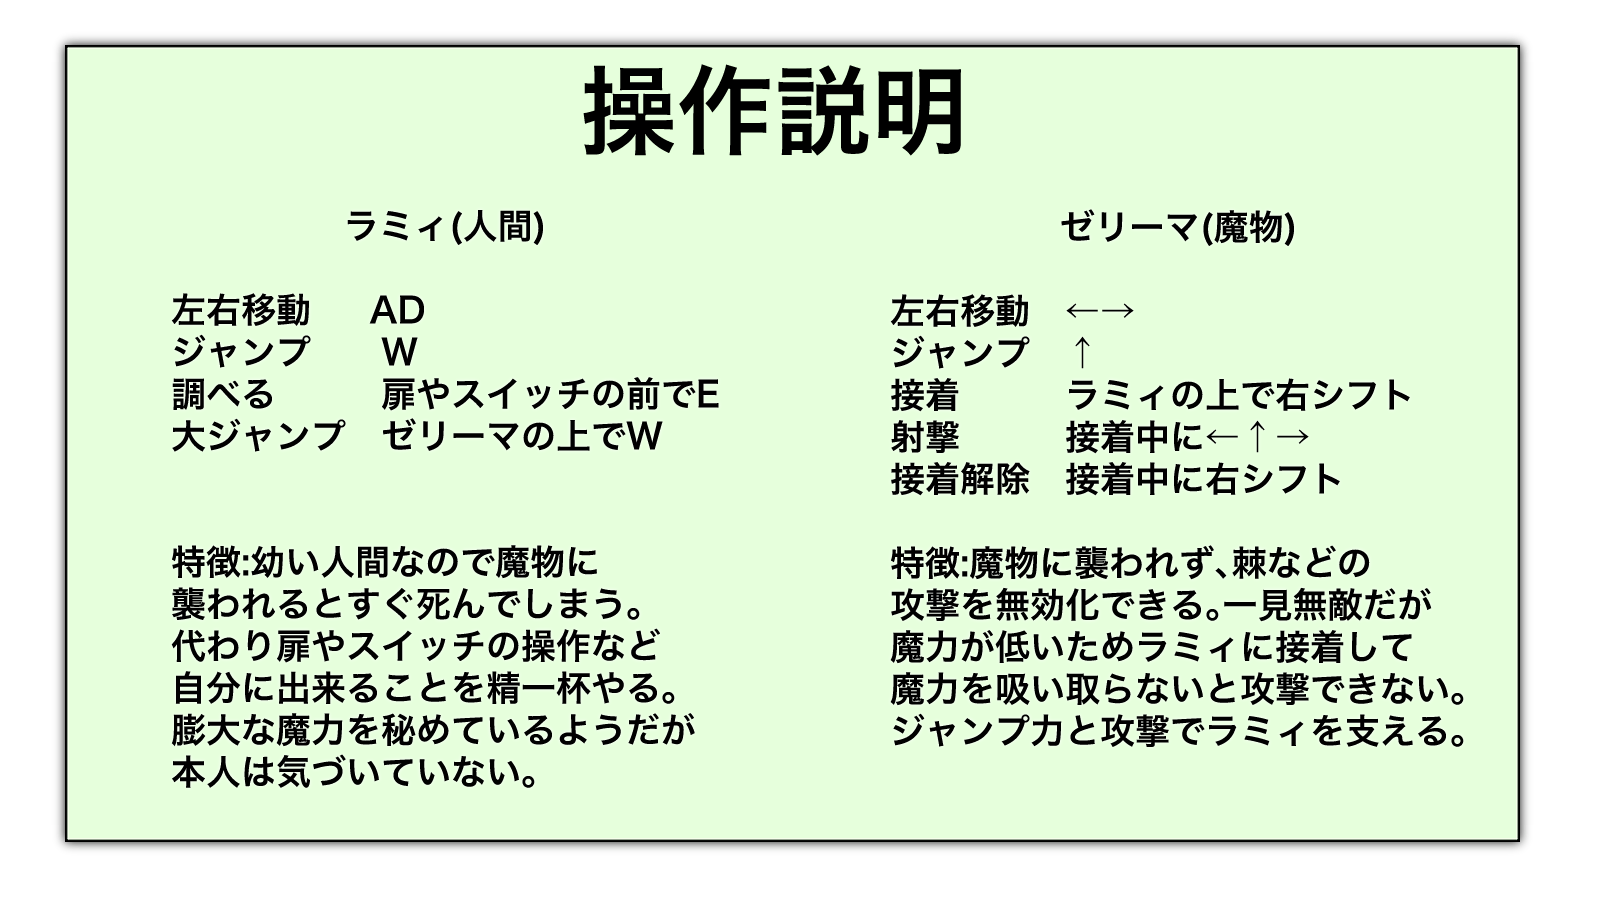 操作説明
ラミィ(人間)
左右移動　AD
ジャンプ　W
調べる　扉やスイッチの前でE
大ジャンプ　ゼリーマの上でW
特徴:幼い人間なので魔物に
襲われるとすぐ死んでしまう。
代わり扉やスイッチの操作など
自分に出来ることを精一杯やる。
膨大な魔力を秘めているようだが
本人は気づいていない。
ゼリーマ(魔物)
左右移動　←→
ジャンプ　↑
接着　ラミィの上で右シフト
射撃　接着中に←↑→
接着解除　接着中に右シフト
特徴:魔物に襲われず、棘などの
攻撃を無効化できる。一見無敵だが
魔力が低いためラミィに接着して
魔力を吸い取らないと攻撃できない。
ジャンプ力と攻撃でラミィを支える。